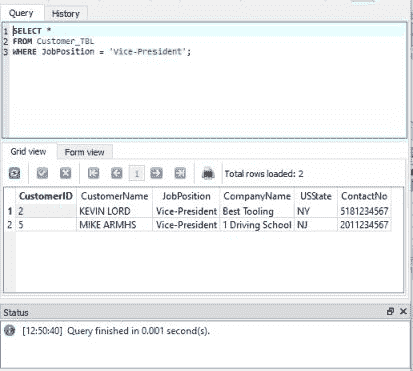 Query History
1 SELECT *
2 FROM Customer_TBL
3 WHERE JobPosition = 'Vice-President';
Grid view Form view
1 Total rows loaded: 2
CustomerID CustomerName JobPosition CompanyName USState ContactNo
1 2 KEVIN LORD Vice-President Best Tooling NY 5181234567
2 5 MIKE ARMHS Vice-President 1 Driving School NJ 2011234567
Status
[12:50:40] Query finished in 0.001 second(s).